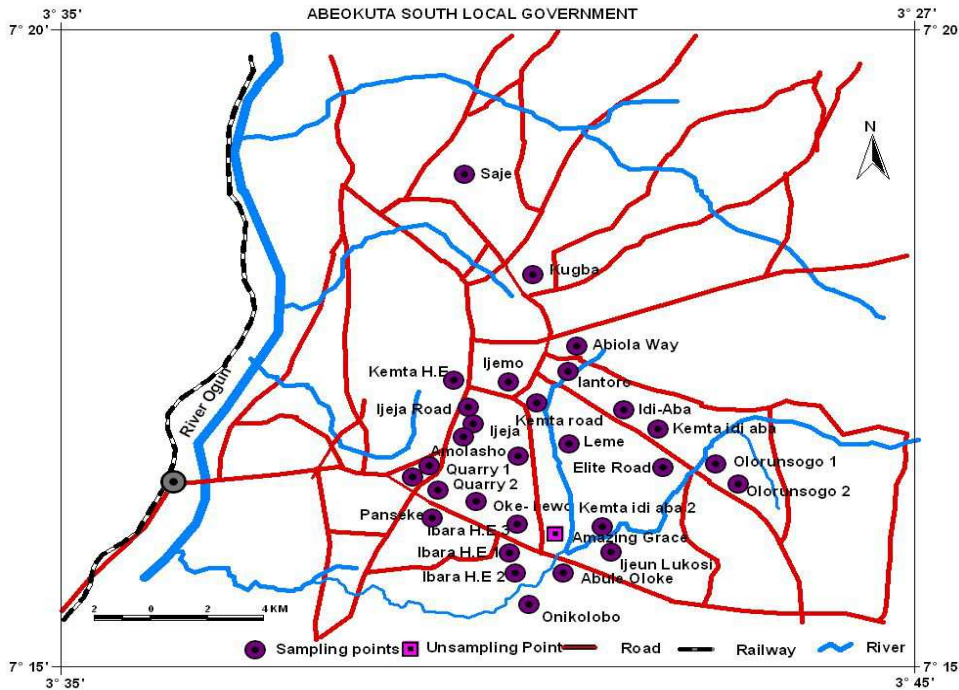 ABEOKUTA SOUTH LOCAL GOVERNMENT
3° 35'
3° 27'
7° 20'
7° 20
N
Saje
Kugba
Abiola Way
Ijemo
Iantoro
Kemta H.E
Ijeja Road
Kemta road
Idi-Aba
Kemta idi aba
Ijeja
Leme
Amolasho
Elite Road
Olorunsogo 1
Quarry 1
Quarry 2
Olorunsogo 2
Oke- Lewo
Kemta idi aba 2
Panseke
Ibara H.E 3
Amazing Grace
Ibara H.E 1
Ijeun Lukosi
Ibara H.E 2
Abule Oloke
Onikolobo
River Ogun
2 0 2 4 KM
Sampling points Unsampling Point Road Railway River
7° 15'
7° 15'
3° 35'
3° 45'